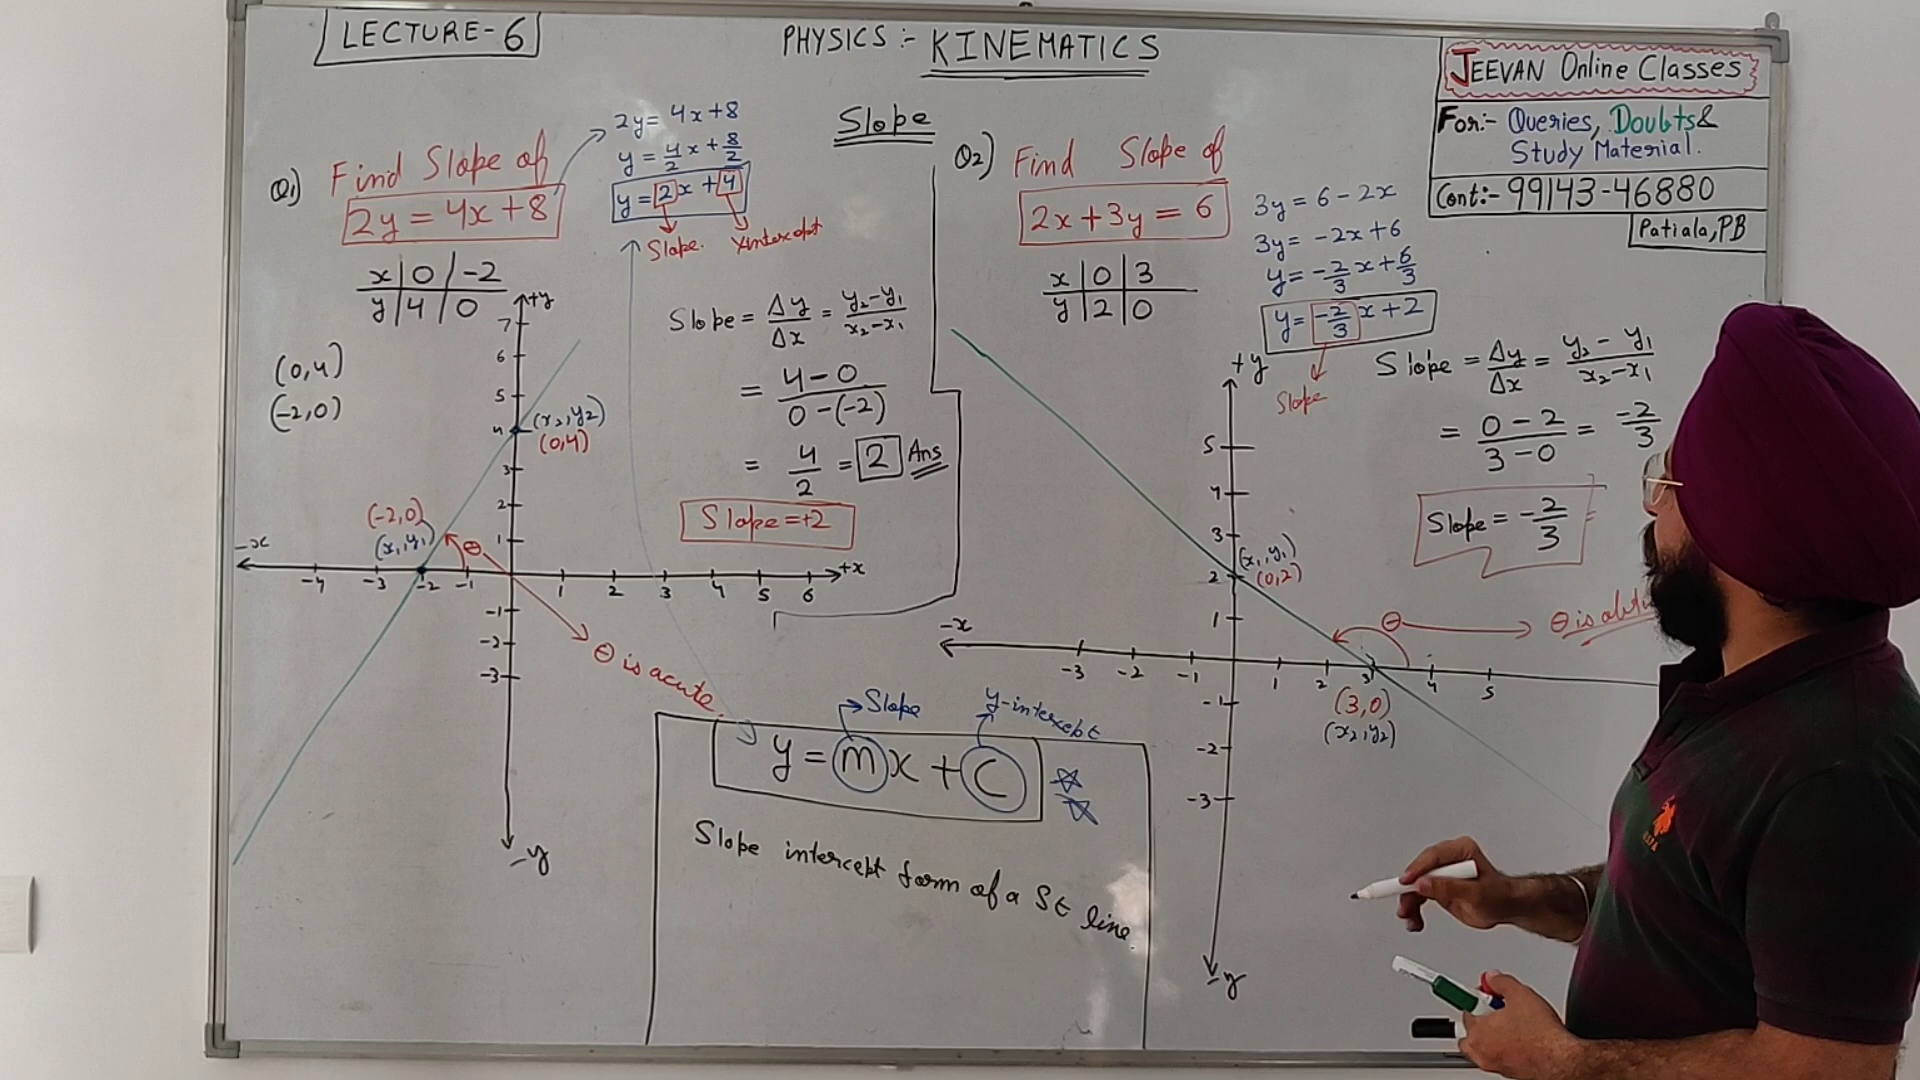 LECTURE-6
PHYSICS :- KINEMATICS
JEEVAN Online Classes
For:- Queries, Doubts &
Study Material.
Cont:- 99143-46880
Patiala, PB
Slope
Q1) Find Slope of
2y = 4x + 8
x | 0 | -2
y | 4 | 0
(0,4)
(-2,0)
2y = 4x + 8
y = 4/2 x + 8/2
y = 2x + 4
Slope.
Slope = Δy/Δx = y₂-y₁/x₂-x₁
= 4-0/0-(-2)
= 4/2 = 2 Ans
Slope = +2
+y
7
6
5
4
3
2
1
(x₂,y₂)
(0,4)
(-2,0)
(x₁,y₁)
θ
-x
-4 -3 -2 -1 1 2 3 4 5 6
+x
-1
-2
-3
-y
θ is acute.
Q2) Find Slope of
2x + 3y = 6
x | 0 | 3
y | 2 | 0
3y = 6 - 2x
3y = -2x + 6
y = -2/3 x + 6/3
y = -2/3 x + 2
Slope
Slope = Δy/Δx = y₂-y₁/x₂-x₁
= 0-2/3-0 = -2/3
Slope = -2/3
+y
5
4
3
2
1
(x₁,y₁)
(0,2)
θ
θ is
-x
-3 -2 -1 1 2 3 4 5
(3,0)
(x₂,y₂)
-1
-2
-3
-y
Slope
y-intercept
y = mx + C
Slope intercept form of a St line.